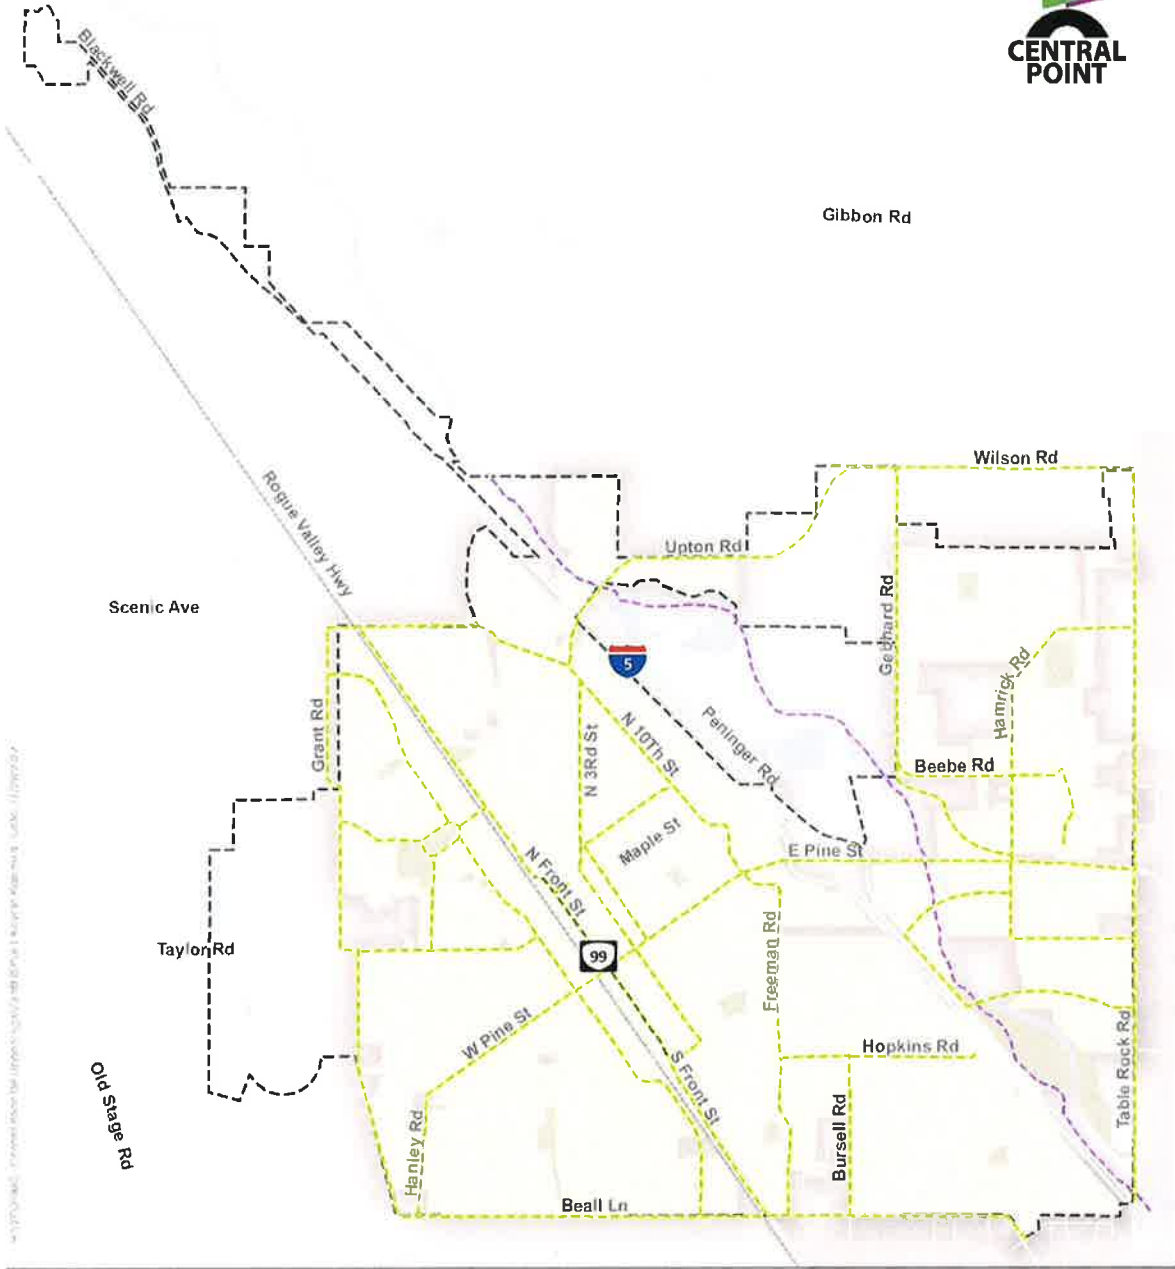 CENTRAL
POINT
Blackwell Rd
Gibbon Rd
Wilson Rd
Rogue Valley Hwy
Upton Rd
Scenic Ave
Gebhard Rd
5
Hamrick Rd
Grant Rd
N 3Rd St
N 10Th St
Peninger Rd
Beebe Rd
Maple St
E Pine St
N Front St
99
Taylor Rd
Freeman Rd
W Pine St
Hopkins Rd
Table Rock Rd
Old Stage Rd
S Front St
Bursell Rd
Hanley Rd
Beall Ln